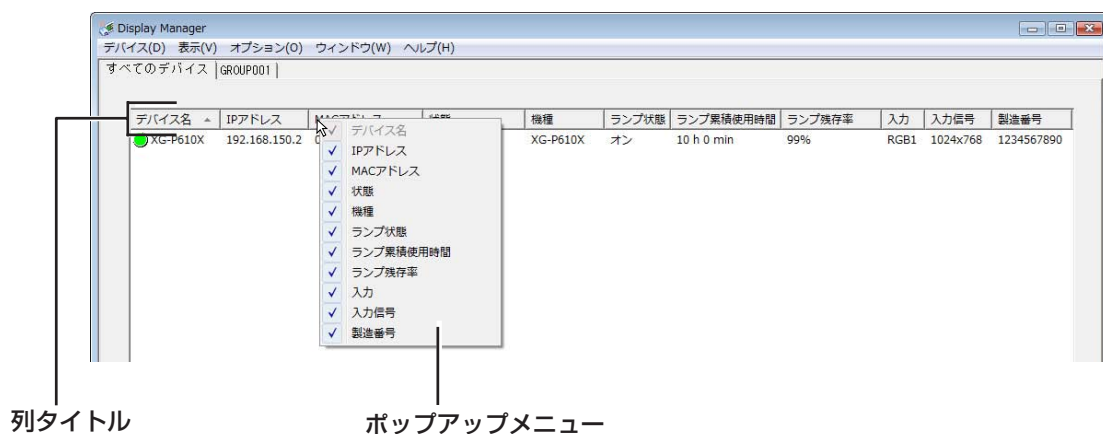 Display Manager
デバイス(D) 表示(V) オプション(O) ウィンドウ(W) ヘルプ(H)
すべてのデバイス GROUP001
デバイス名 IPアドレス MACアドレス 状態 機種 ランプ状態 ランプ累積使用時間 ランプ残存率 入力 入力信号 製造番号
XG-P610X 192.168.150.2 0 XG-P610X オン 10 h 0 min 99% RGB1 1024x768 1234567890
デバイス名
IPアドレス
MACアドレス
状態
機種
ランプ状態
ランプ累積使用時間
ランプ残存率
入力
入力信号
製造番号
列タイトル
ポップアップメニュー